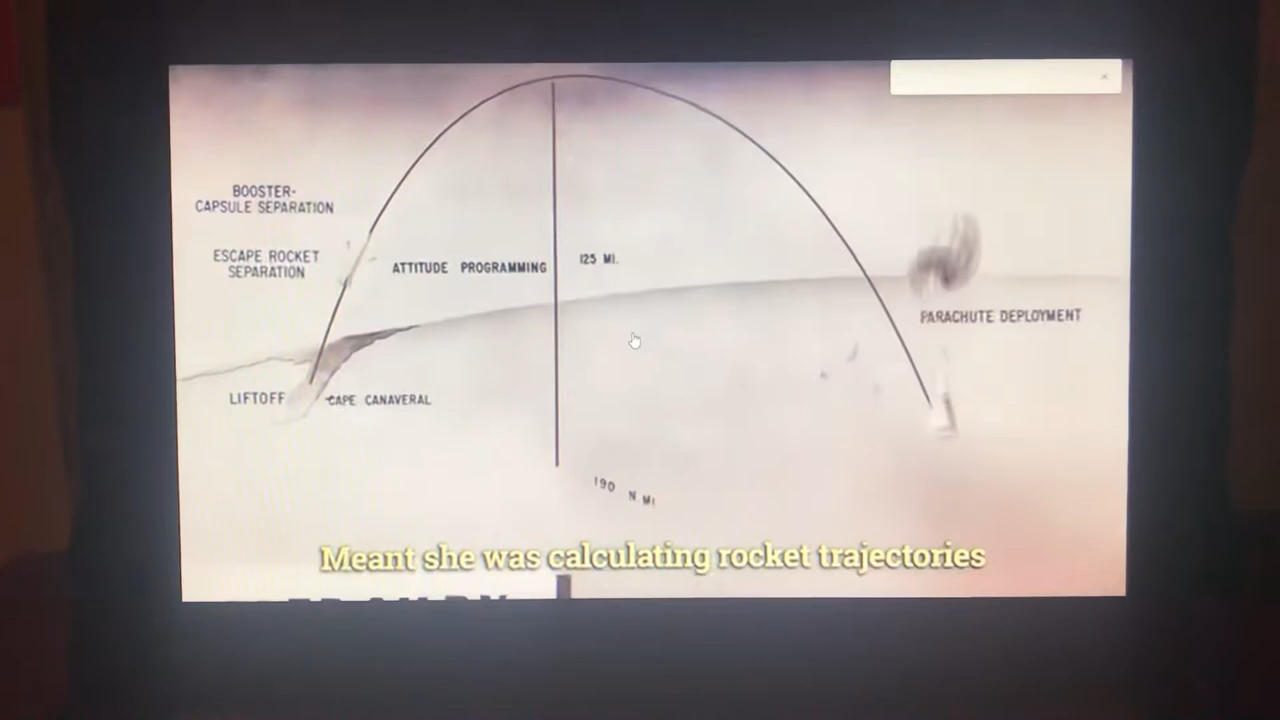 BOOSTER-
CAPSULE SEPARATION
ESCAPE ROCKET
SEPARATION
ATTITUDE PROGRAMMING
125 MI.
PARACHUTE DEPLOYMENT
LIFTOFF
CAPE CANAVERAL
190 N MI
Meant she was calculating rocket trajectories